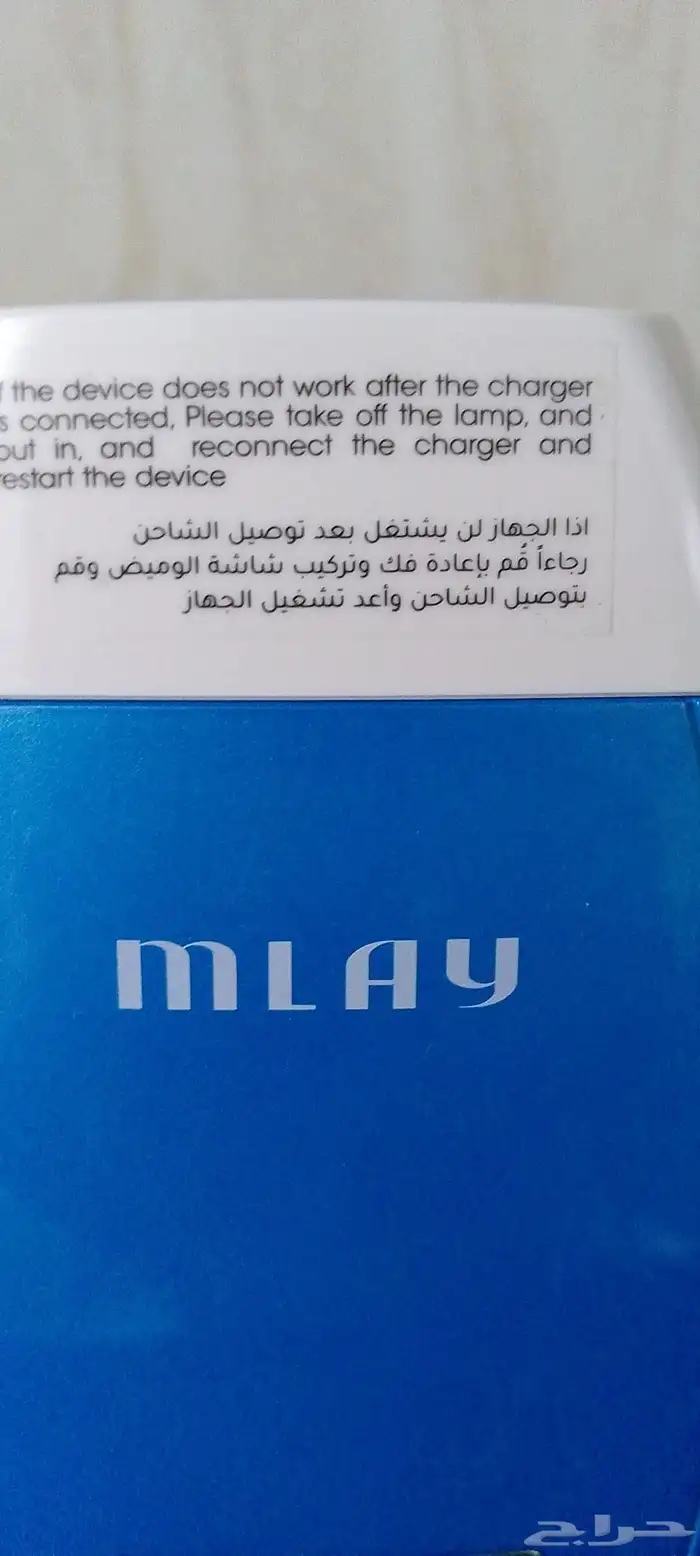 the device does not work after the charger
s connected, Please take off the lamp, and
out in, and reconnect the charger and
estart the device
اذا الجهاز لن يشتغل بعد توصيل الشاحن
رجاءاً قُم بإعادة فك وتركيب شاشة الوميض وقم
بتوصيل الشاحن وأعد تشغيل الجهاز
MLAY
حراج